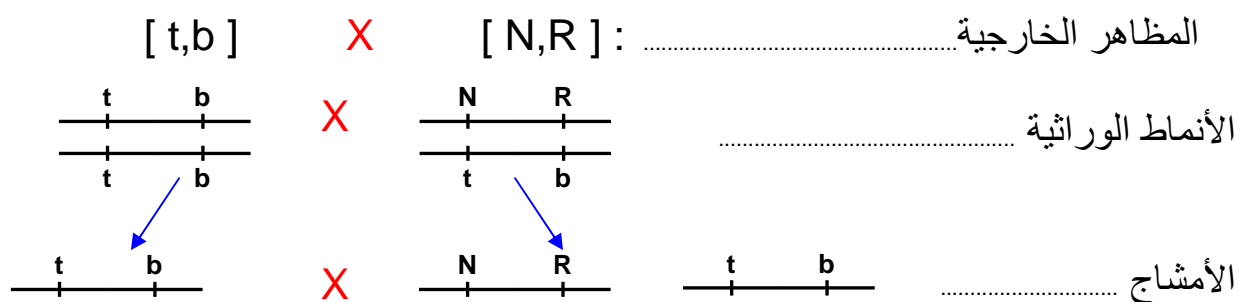 المظاهر الخارجية................................................ : [ N,R ] X [ t,b ]
t b N R
الأنماط الوراثية ................................................ X
t b t b
t b N R t b
الأمشاج ............................ X